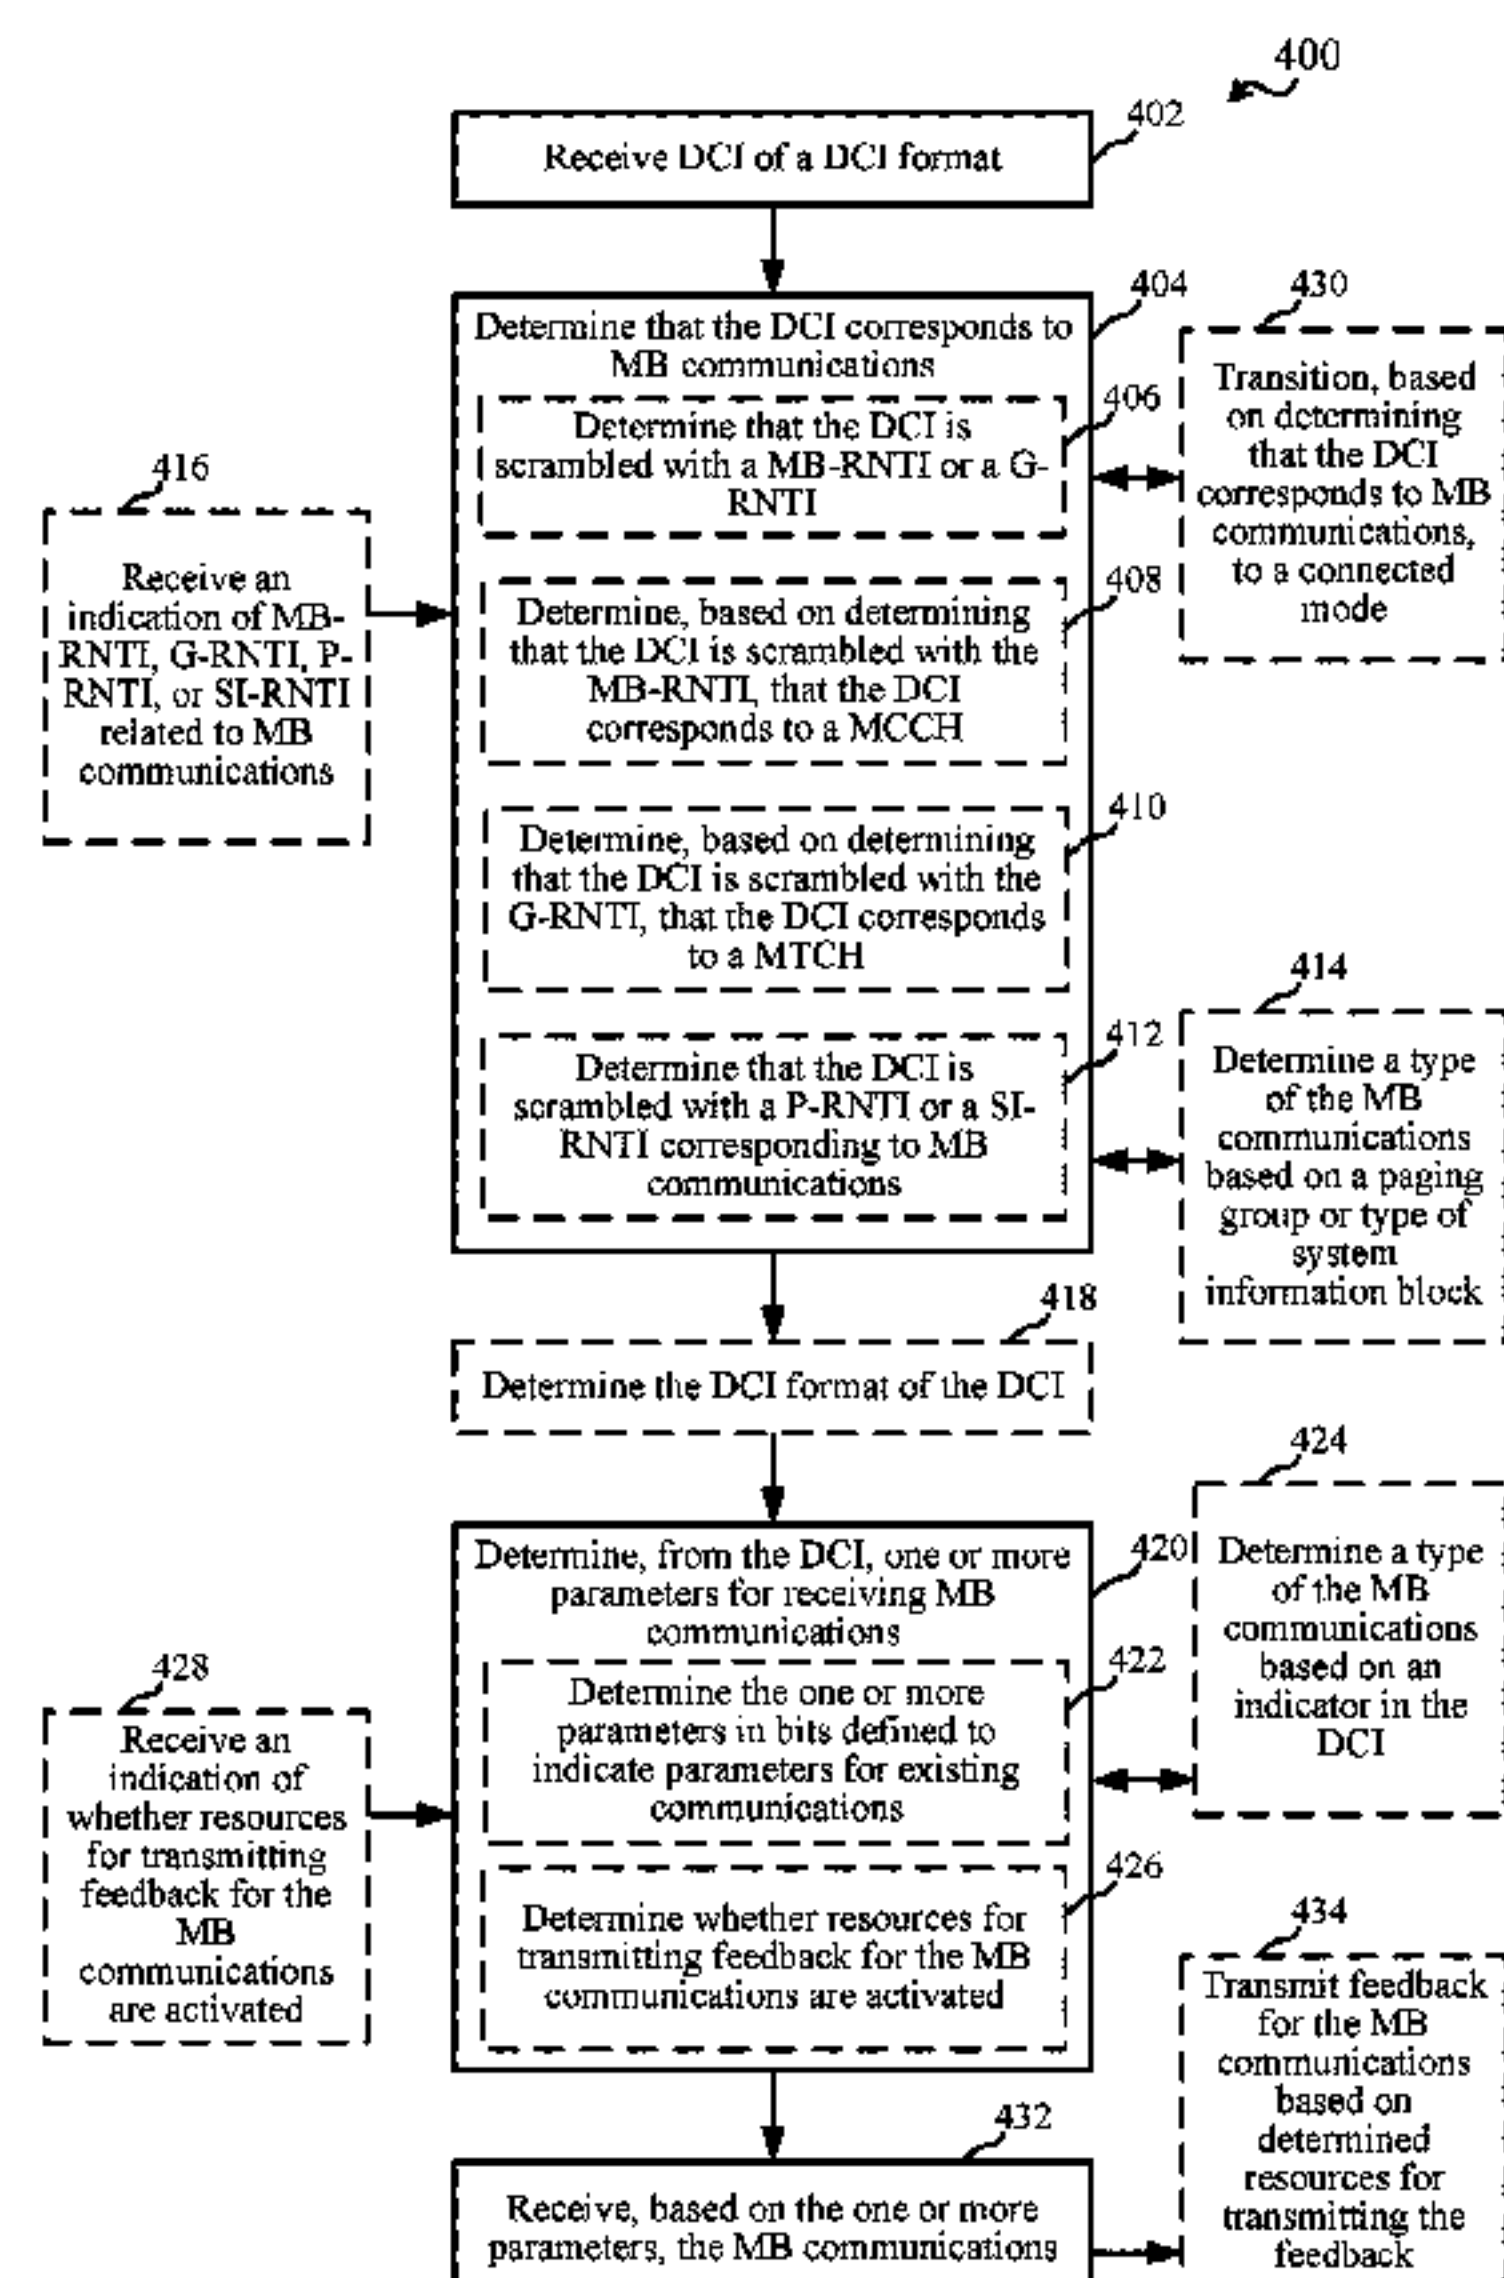 400
402
Receive DCI of a DCI format
404
Determine that the DCI corresponds to
MB communications
406
Determine that the DCI is
scrambled with a MB-RNTI or a G-
RNTI
408
Determine, based on determining
that the DCI is scrambled with the
MB-RNTI, that the DCI
corresponds to a MCCH
410
Determine, based on determining
that the DCI is scrambled with the
G-RNTI, that the DCI corresponds
to a MTCH
412
Determine that the DCI is
scrambled with a P-RNTI or a SI-
RNTI corresponding to MB
communications
430
Transition, based
on determining
that the DCI
corresponds to MB
communications,
to a connected
mode
416
Receive an
indication of MB-
RNTI, G-RNTI, P-
RNTI, or SI-RNTI
related to MB
communications
414
Determine a type
of the MB
communications
based on a paging
group or type of
system
information block
418
Determine the DCI format of the DCI
420
Determine, from the DCI, one or more
parameters for receiving MB
communications
422
Determine the one or more
parameters in bits defined to
indicate parameters for existing
communications
426
Determine whether resources for
transmitting feedback for the MB
communications are activated
424
Determine a type
of the MB
communications
based on an
indicator in the
DCI
428
Receive an
indication of
whether resources
for transmitting
feedback for the
MB
communications
are activated
432
Receive, based on the one or more
parameters, the MB communications
434
Transmit feedback
for the MB
communications
based on
determined
resources for
transmitting the
feedback